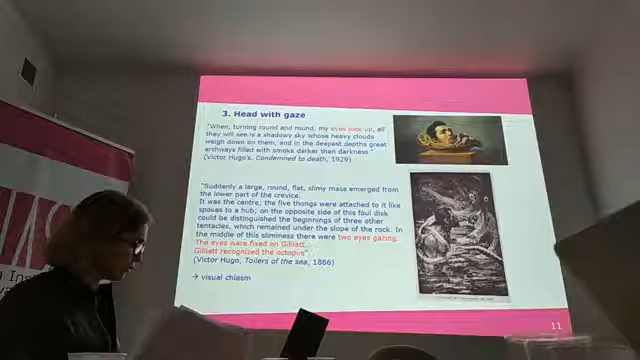 3. Head with gaze
"When, turning round and round, my eyes look up, all
they will see is a shadowy sky whose heavy clouds
weigh down on them, and in the deepest depths great
archways filled with smoke darker than darkness"
(Victor Hugo's, Condemned to death, 1929)
"Suddenly a large, round, flat, slimy mass emerged from
the lower part of the crevice.
It was the centre; the five thongs were attached to it like
spokes to a hub; on the opposite side of this foul disk
could be distinguished the beginnings of three other
tentacles, which remained under the slope of the rock. In
the middle of this sliminess there were two eyes gazing.
The eyes were fixed on Gilliatt.
Gilliatt recognized the octopus".
(Victor Hugo, Toilers of the sea, 1866)
→ visual chiasm
11